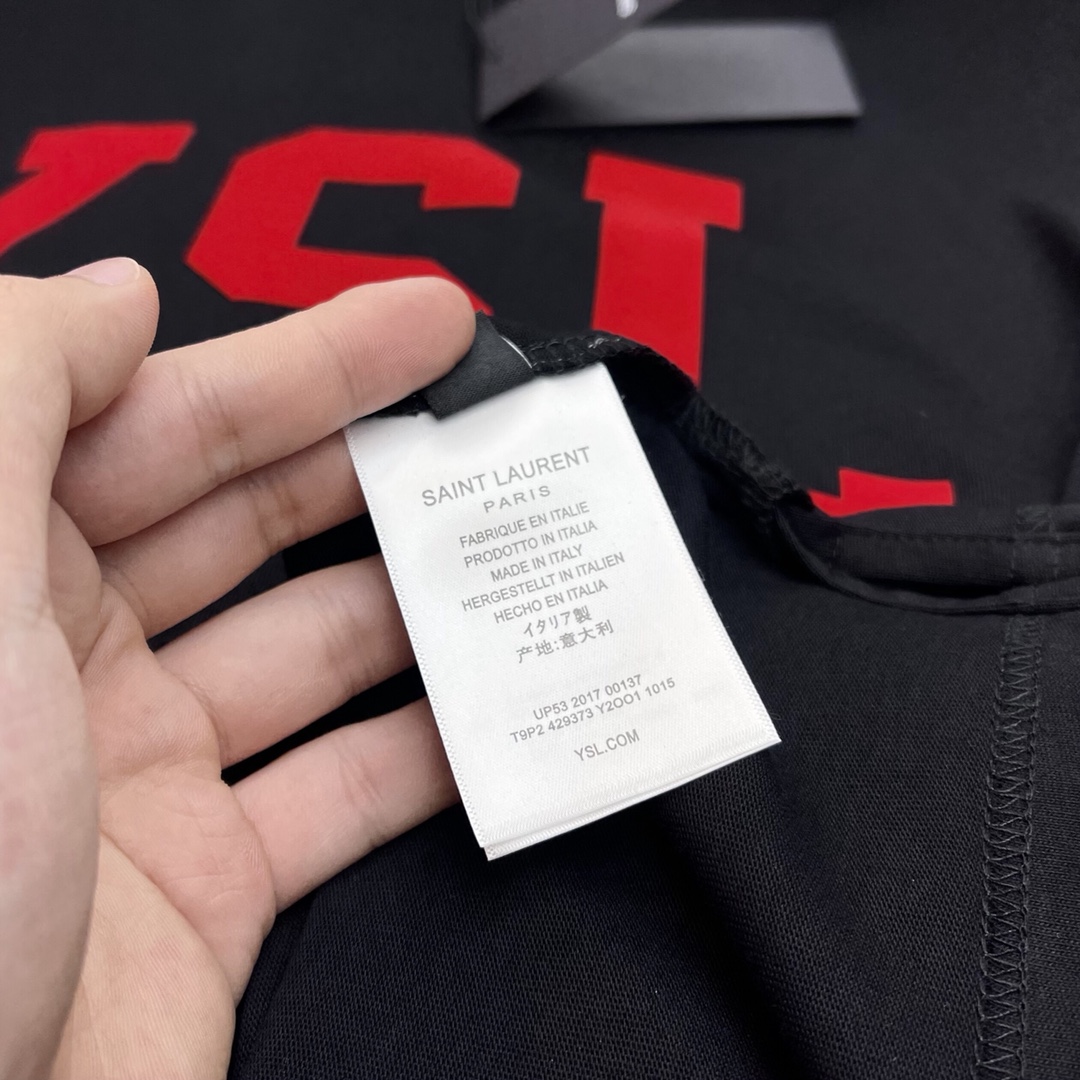 YSL
SAINT LAURENT
PARIS
FABRIQUE EN ITALIE
PRODOTTO IN ITALIA
MADE IN ITALY
HERGESTELLT IN ITALIEN
HECHO EN ITALIA
イタリア製
产地:意大利
UP53 2017 00137
T9P2 429373 Y2OO1 1015
YSL.COM